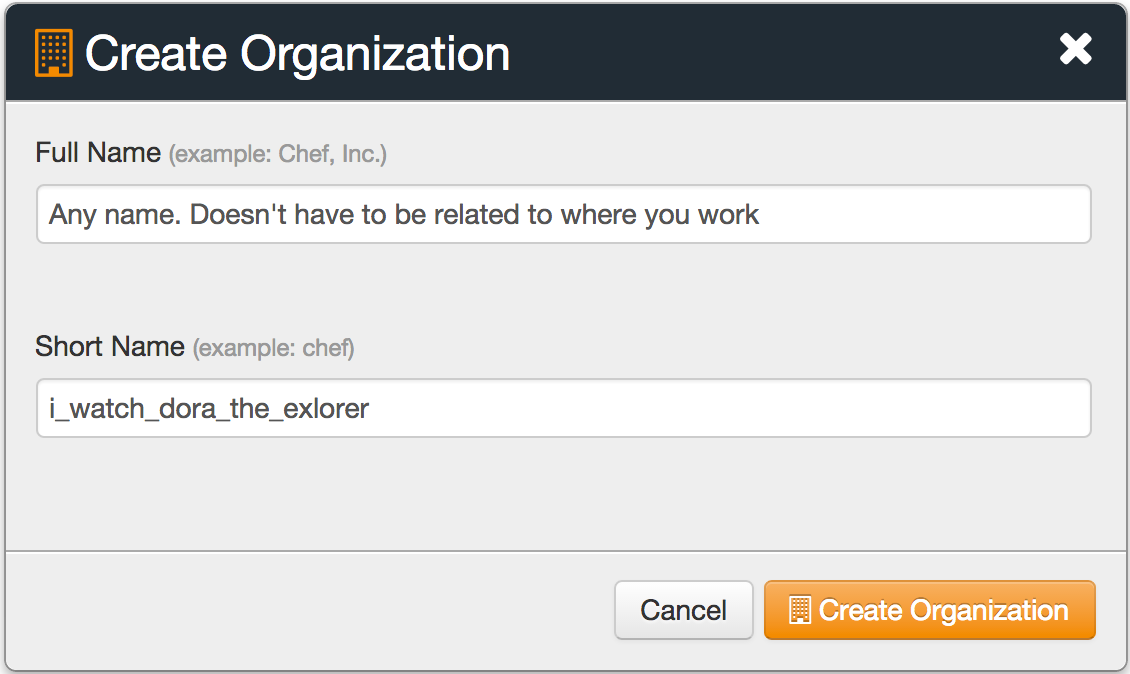 Create Organization
Full Name (example: Chef, Inc.)
Any name. Doesn't have to be related to where you work
Short Name (example: chef)
i_watch_dora_the_exlorer
Cancel
Create Organization